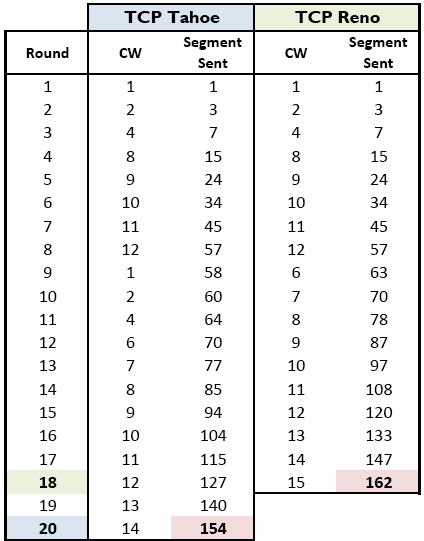 TCP Tahoe TCP Reno
Round CW Segment Sent CW Segment Sent
1 1 1 1 1
2 2 3 2 3
3 4 7 4 7
4 8 15 8 15
5 9 24 9 24
6 10 34 10 34
7 11 45 11 45
8 12 57 12 57
9 1 58 6 63
10 2 60 7 70
11 4 64 8 78
12 6 70 9 87
13 7 77 10 97
14 8 85 11 108
15 9 94 12 120
16 10 104 13 133
17 11 115 14 147
18 12 127 15 162
19 13 140
20 14 154